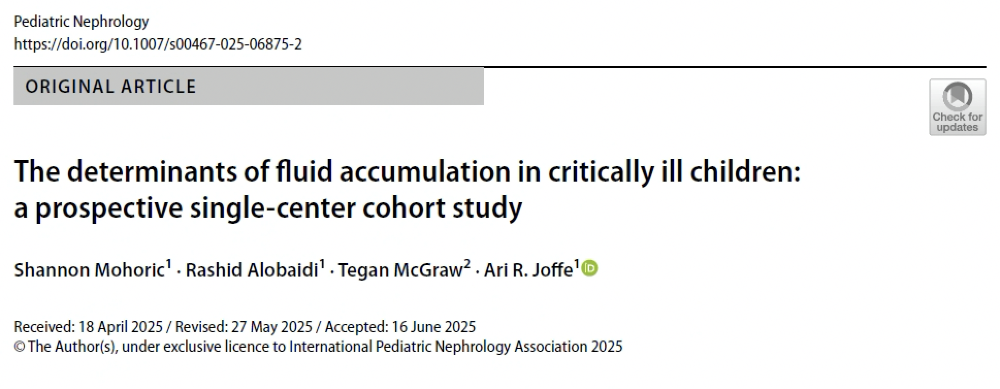 Pediatric Nephrology
https://doi.org/10.1007/s00467-025-06875-2
ORIGINAL ARTICLE
Check for
updates
The determinants of fluid accumulation in critically ill children:
a prospective single-center cohort study
Shannon Mohoric1 · Rashid Alobaidi1 · Tegan McGraw2 · Ari R. Joffe1 iD
Received: 18 April 2025 / Revised: 27 May 2025 / Accepted: 16 June 2025
© The Author(s), under exclusive licence to International Pediatric Nephrology Association 2025